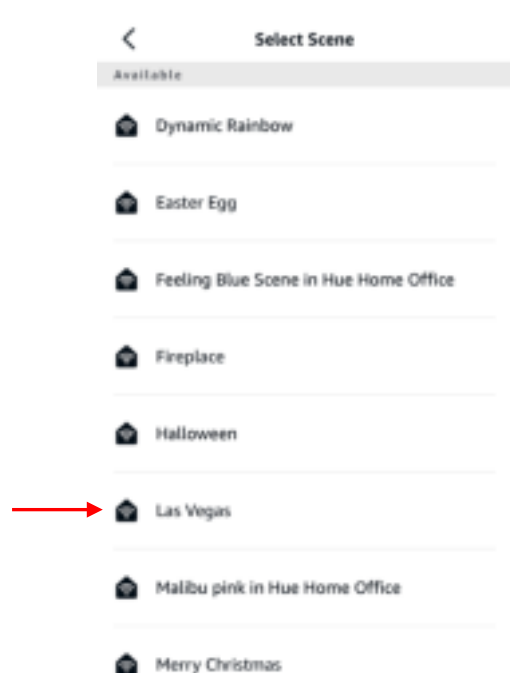 Select Scene
Available
Dynamic Rainbow
Easter Egg
Feeling Blue Scene in Hue Home Office
Fireplace
Halloween
Las Vegas
Malibu pink in Hue Home Office
Merry Christmas